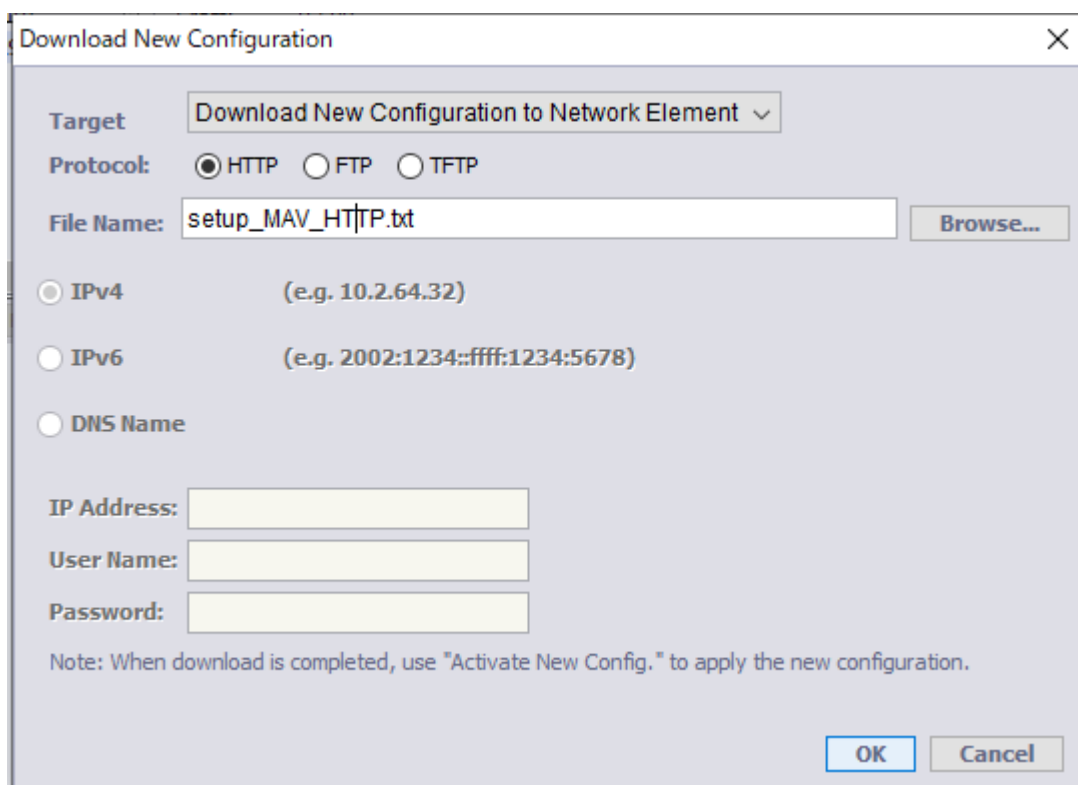 Download New Configuration
Target Download New Configuration to Network Element
Protocol: HTTP FTP TFTP
File Name: setup_MAV_HTTP.txt Browse...
IPv4 (e.g. 10.2.64.32)
IPv6 (e.g. 2002:1234::ffff:1234:5678)
DNS Name
IP Address:
User Name:
Password:
Note: When download is completed, use "Activate New Config." to apply the new configuration.
OK Cancel